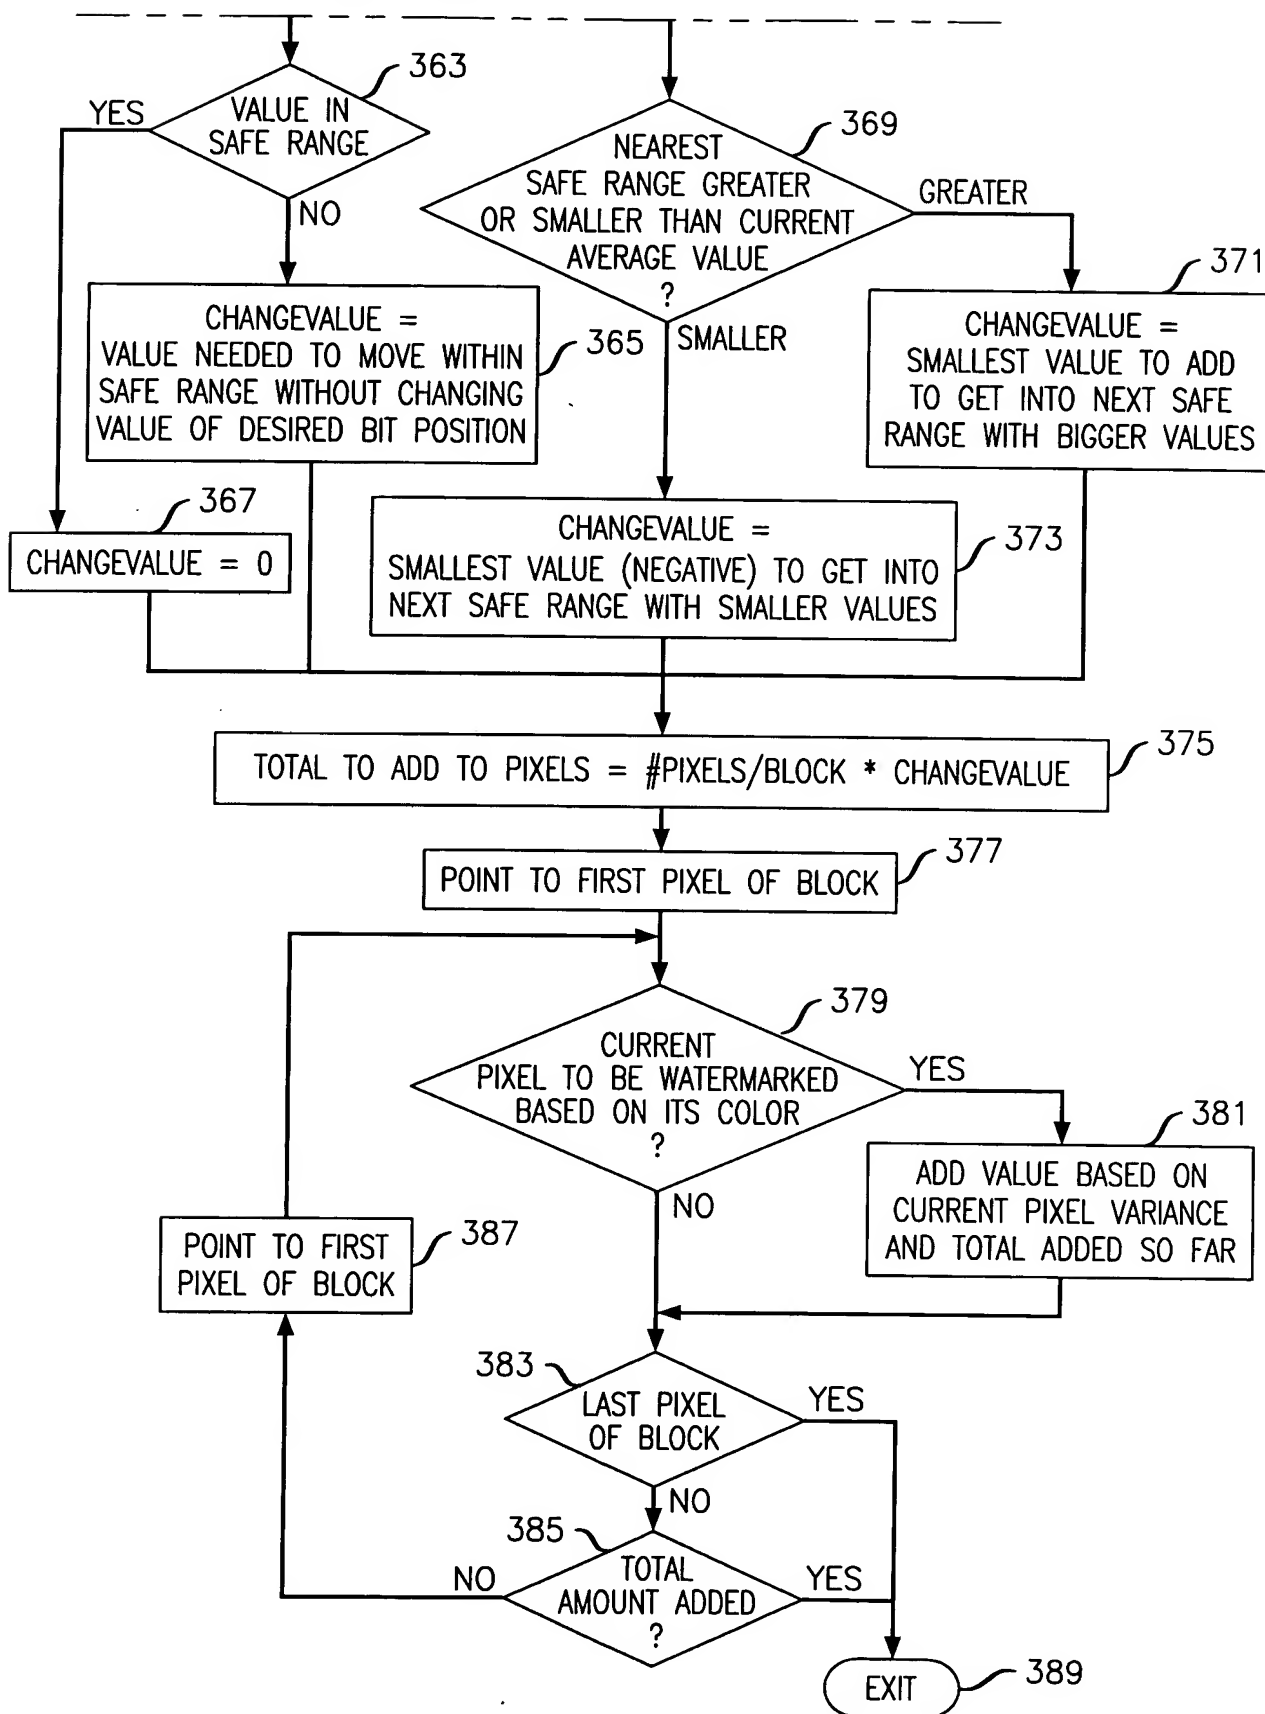 363
YES
VALUE IN
SAFE RANGE
NO
369
NEAREST
SAFE RANGE GREATER
OR SMALLER THAN CURRENT
AVERAGE VALUE
?
GREATER
SMALLER
CHANGEVALUE =
VALUE NEEDED TO MOVE WITHIN
SAFE RANGE WITHOUT CHANGING
VALUE OF DESIRED BIT POSITION
365
371
CHANGEVALUE =
SMALLEST VALUE TO ADD
TO GET INTO NEXT SAFE
RANGE WITH BIGGER VALUES
367
CHANGEVALUE = 0
CHANGEVALUE =
SMALLEST VALUE (NEGATIVE) TO GET INTO
NEXT SAFE RANGE WITH SMALLER VALUES
373
TOTAL TO ADD TO PIXELS = #PIXELS/BLOCK * CHANGEVALUE
375
POINT TO FIRST PIXEL OF BLOCK
377
379
CURRENT
PIXEL TO BE WATERMARKED
BASED ON ITS COLOR
?
YES
NO
381
ADD VALUE BASED ON
CURRENT PIXEL VARIANCE
AND TOTAL ADDED SO FAR
POINT TO FIRST
PIXEL OF BLOCK
387
383
LAST PIXEL
OF BLOCK
YES
NO
385
TOTAL
AMOUNT ADDED
?
NO
YES
EXIT
389